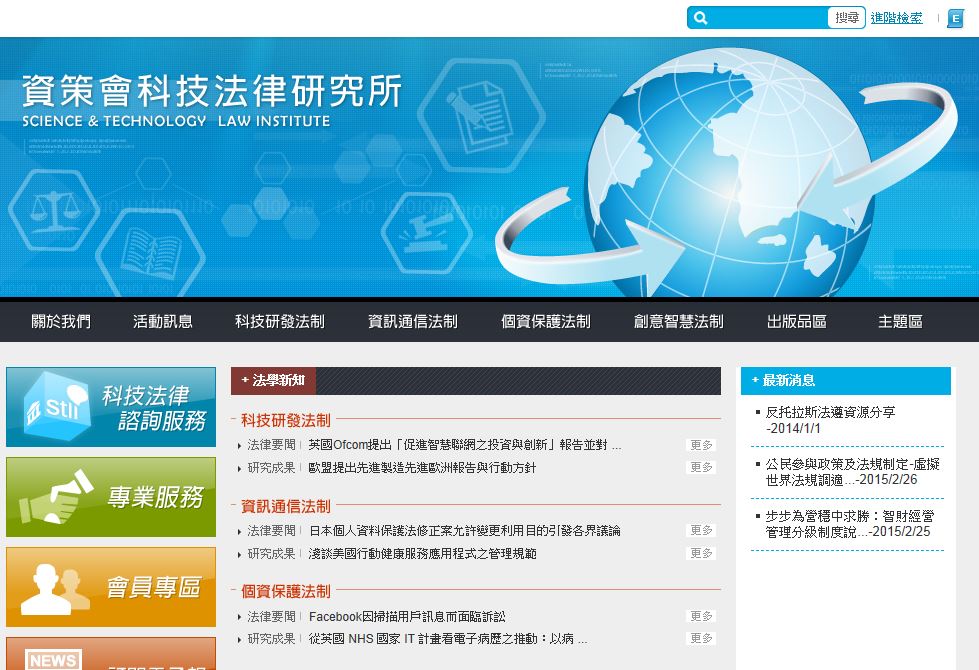 搜尋 進階檢索 E
資策會科技法律研究所
SCIENCE & TECHNOLOGY LAW INSTITUTE
關於我們 活動訊息 科技研發法制 資訊通信法制 個資保護法制 創意智慧法制 出版品區 主題區
Stli
科技法律
諮詢服務
專業服務
會員專區
NEWS
+ 法學新知
科技研發法制
法律要聞 英國Ofcom提出「促進智慧聯網之投資與創新」報告並對 ... 更多
研究成果 歐盟提出先進製造先進歐洲報告與行動方針 更多
資訊通信法制
法律要聞 日本個人資料保護法修正案允許變更利用目的引發各界議論 更多
研究成果 淺談美國行動健康服務應用程式之管理規範 更多
個資保護法制
法律要聞 Facebook因掃描用戶訊息而面臨訴訟 更多
研究成果 從英國 NHS 國家 IT 計畫看電子病歷之推動：以病 ... 更多
+ 最新消息
反托拉斯法遵資源分享
-2014/1/1
公民參與政策及法規制定-虛擬
世界法規調適...-2015/2/26
步步為營穩中求勝：智財經營
管理分級制度說...-2015/2/25